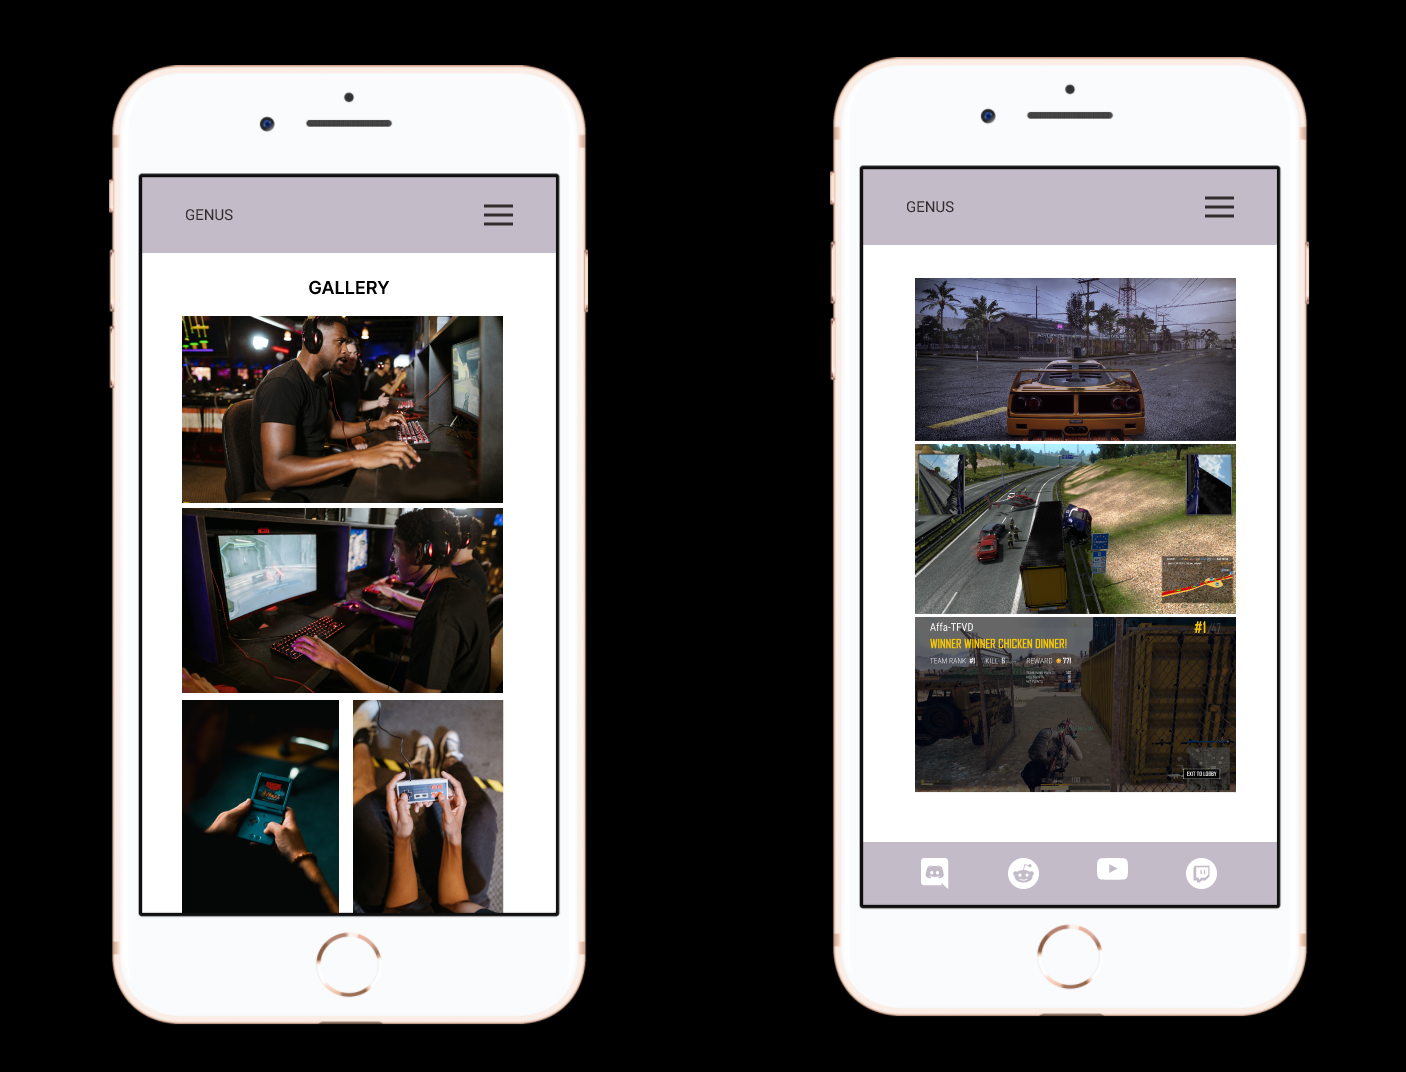 GENUS
GALLERY
GENUS
Affa-TFVD
#1/47
WINNER WINNER CHICKEN DINNER!
TEAM RANK #1 KILL 6 REWARD 771
EXIT TO LOBBY